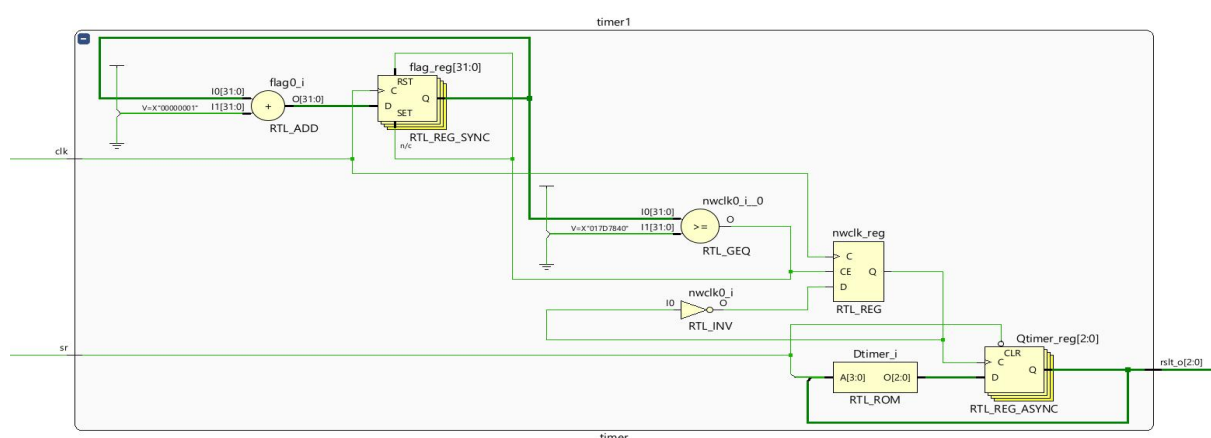 timer1
flag_reg[31:0]
flag0_i
RST
I0[31:0]
O[31:0]
C
V=X"00000001"
I1[31:0]
+
D
Q
SET
RTL_ADD
RTL_REG_SYNC
n/c
clk
nwclk0_i__0
I0[31:0]
O
V=X"017D7840"
I1[31:0]
>=
nwclk_reg
RTL_GEQ
C
CE
Q
nwclk0_i
D
I0
O
RTL_INV
RTL_REG
Qtimer_reg[2:0]
sr
Dtimer_i
CLR
C
rslt_o[2:0]
A[3:0]
O[2:0]
D
Q
RTL_ROM
RTL_REG_ASYNC
timer